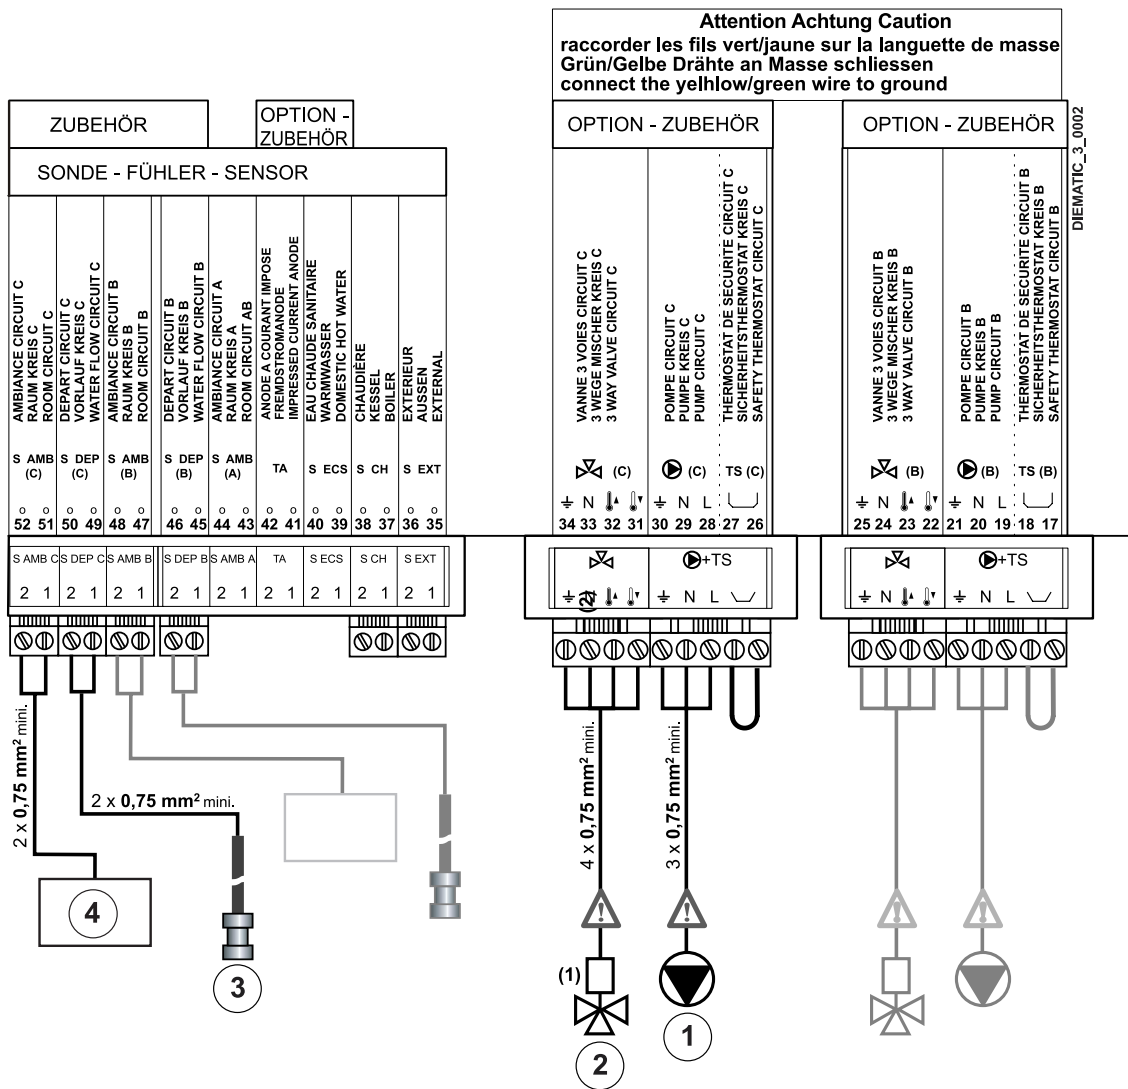 Attention Achtung Caution
raccorder les fils vert/jaune sur la languette de masse
Grün/Gelbe Drähte an Masse schliessen
connect the yelhlow/green wire to ground
ZUBEHÖR
OPTION -
ZUBEHÖR
SONDE - FÜHLER - SENSOR
AMBIANCE CIRCUIT C
RAUM KREIS C
ROOM CIRCUIT C
DEPART CIRCUIT C
VORLAUF KREIS C
WATER FLOW CIRCUIT C
AMBIANCE CIRCUIT B
RAUM KREIS B
ROOM CIRCUIT B
DEPART CIRCUIT B
VORLAUF KREIS B
WATER FLOW CIRCUIT B
AMBIANCE CIRCUIT A
RAUM KREIS A
ROOM CIRCUIT AB
ANODE A COURANT IMPOSE
FREMDSTROMANODE
IMPRESSED CURRENT ANODE
EAU CHAUDE SANITAIRE
WARMWASSER
DOMESTIC HOT WATER
CHAUDIÈRE
KESSEL
BOILER
EXTERIEUR
AUSSEN
EXTERNAL
S AMB (C)
S DEP (C)
S AMB (B)
S DEP (B)
S AMB (A)
TA
S ECS
S CH
S EXT
52 51 50 49 48 47 46 45 44 43 42 41 40 39 38 37 36 35
S AMB C S DEP C S AMB B S DEP B S AMB A TA S ECS S CH S EXT
2 1 2 1 2 1 2 1 2 1 2 1 2 1 2 1 2 1
2 x 0,75 mm² mini.
2 x 0,75 mm² mini.
4
3
OPTION - ZUBEHÖR
VANNE 3 VOIES CIRCUIT C
3 WEGE MISCHER KREIS C
3 WAY VALVE CIRCUIT C
POMPE CIRCUIT C
PUMPE KREIS C
PUMP CIRCUIT C
THERMOSTAT DE SECURITE CIRCUIT C
SICHERHEITSTHERMOSTAT KREIS C
SAFETY THERMOSTAT CIRCUIT C
(C) (C) TS (C)
N N L
34 33 32 31 30 29 28 27 26
+TS
N L
(2)
4 x 0,75 mm² mini.
3 x 0,75 mm² mini.
(1)
2
1
OPTION - ZUBEHÖR
VANNE 3 VOIES CIRCUIT B
3 WEGE MISCHER KREIS B
3 WAY VALVE CIRCUIT B
POMPE CIRCUIT B
PUMPE KREIS B
PUMP CIRCUIT B
THERMOSTAT DE SECURITE CIRCUIT B
SICHERHEITSTHERMOSTAT KREIS B
SAFETY THERMOSTAT CIRCUIT B
(B) (B) TS (B)
N N L
25 24 23 22 21 20 19 18 17
+TS
N N L
DIEMATIC_3_0002